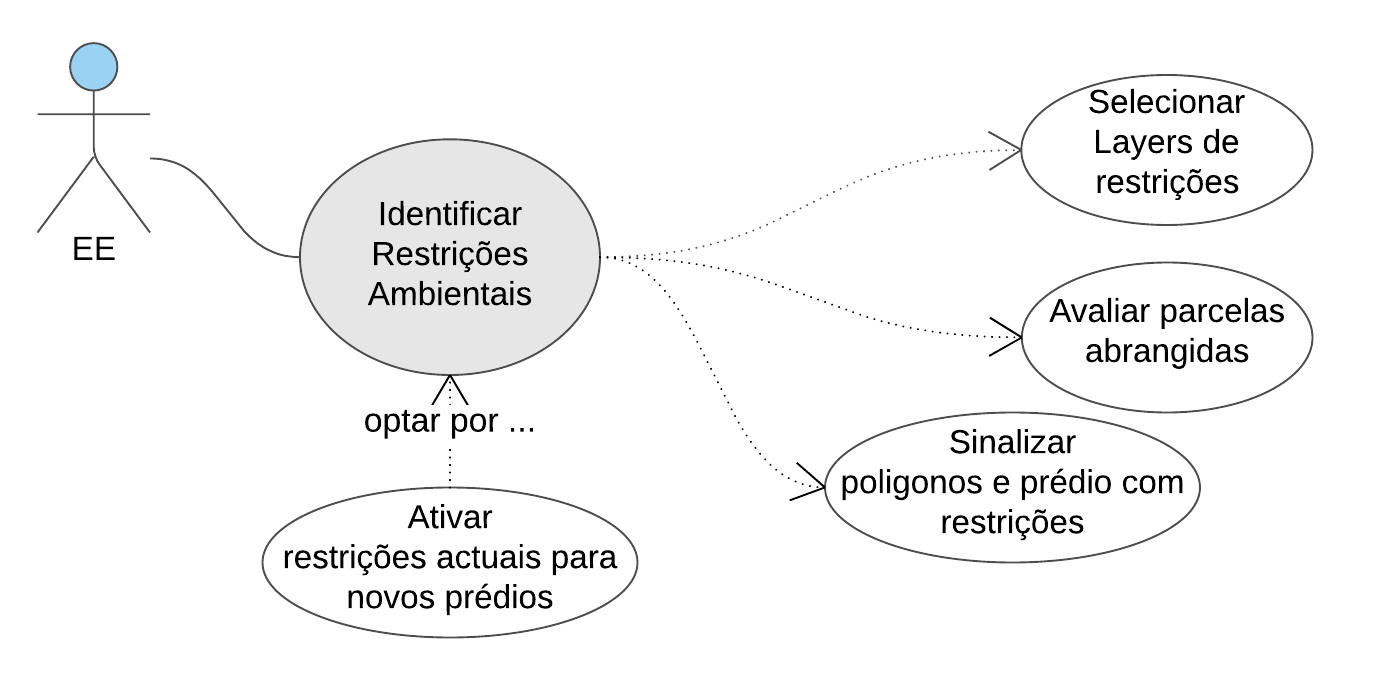 EE
Identificar
Restrições
Ambientais
optar por ...
Ativar
restrições actuais para
novos prédios
Selecionar
Layers de
restrições
Avaliar parcelas
abrangidas
Sinalizar
poligonos e prédio com
restrições